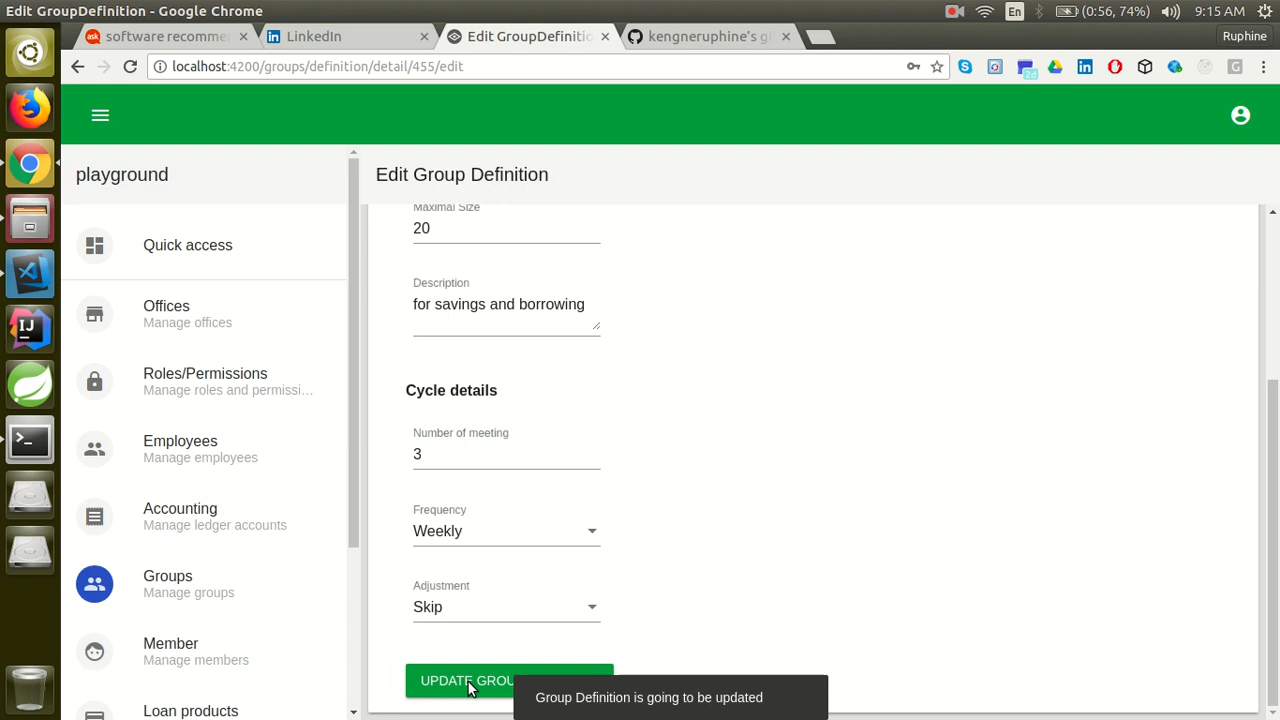 Edit GroupDefinition - Google Chrome
En
(0:56, 74%)
9:15 AM
ask
software recomme
LinkedIn
Edit GroupDefinitio
kengneruphine's gi
Ruphine
localhost:4200/groups/definition/detail/455/edit
2d
playground
Edit Group Definition
Quick access
Offices
Manage offices
Roles/Permissions
Manage roles and permissi...
Employees
Manage employees
Accounting
Manage ledger accounts
Groups
Manage groups
Member
Manage members
Loan products
Maximal Size
20
Description
for savings and borrowing
Cycle details
Number of meeting
3
Frequency
Weekly
Adjustment
Skip
UPDATE GROU
Group Definition is going to be updated